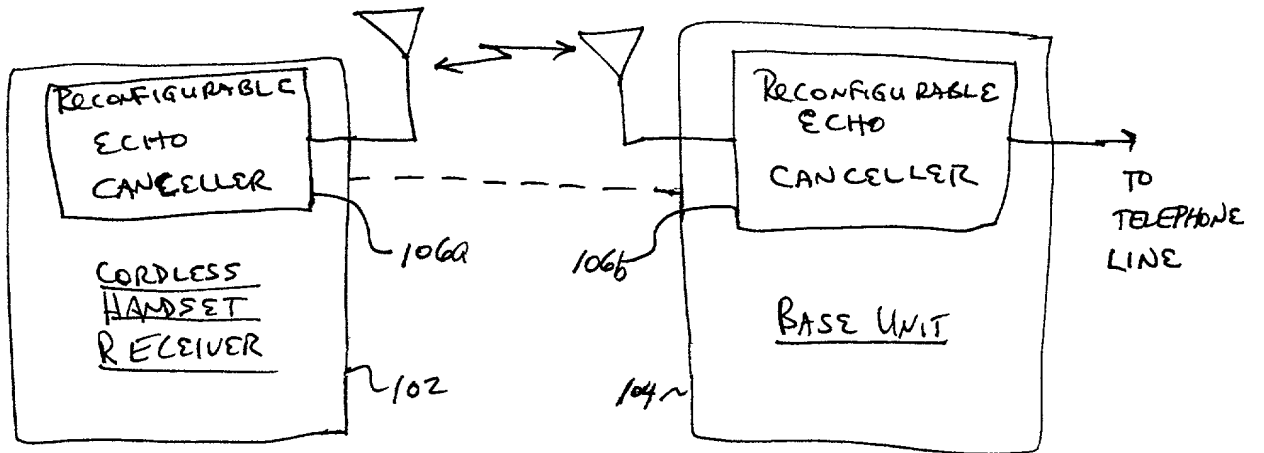 RECONFIGURABLE
ECHO
CANCELLER
106a
CORDLESS
HANDSET
RECEIVER
102
RECONFIGURABLE
ECHO
CANCELLER
106b
BASE UNIT
104
TO
TELEPHONE
LINE